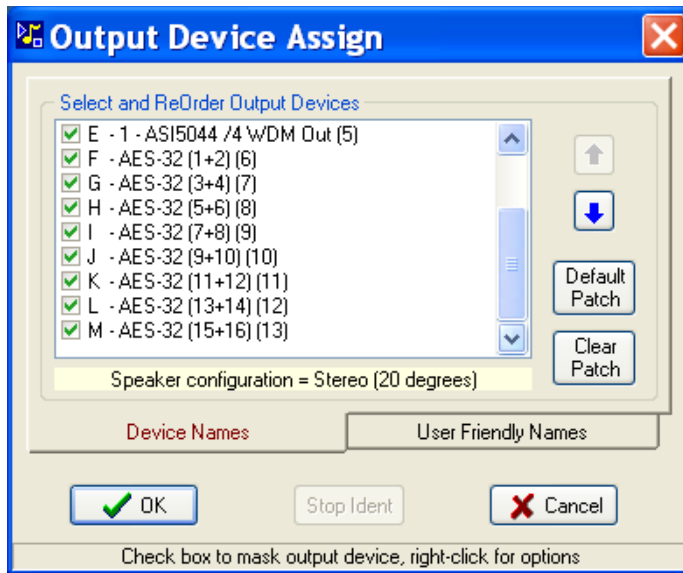 Output Device Assign
Select and ReOrder Output Devices
E - 1 - ASI5044 /4 WDM Out (5)
F - AES-32 (1+2) (6)
G - AES-32 (3+4) (7)
H - AES-32 (5+6) (8)
I - AES-32 (7+8) (9)
J - AES-32 (9+10) (10)
K - AES-32 (11+12) (11)
L - AES-32 (13+14) (12)
M - AES-32 (15+16) (13)
Default
Patch
Clear
Patch
Speaker configuration = Stereo (20 degrees)
Device Names
User Friendly Names
OK
Stop Ident
Cancel
Check box to mask output device, right-click for options